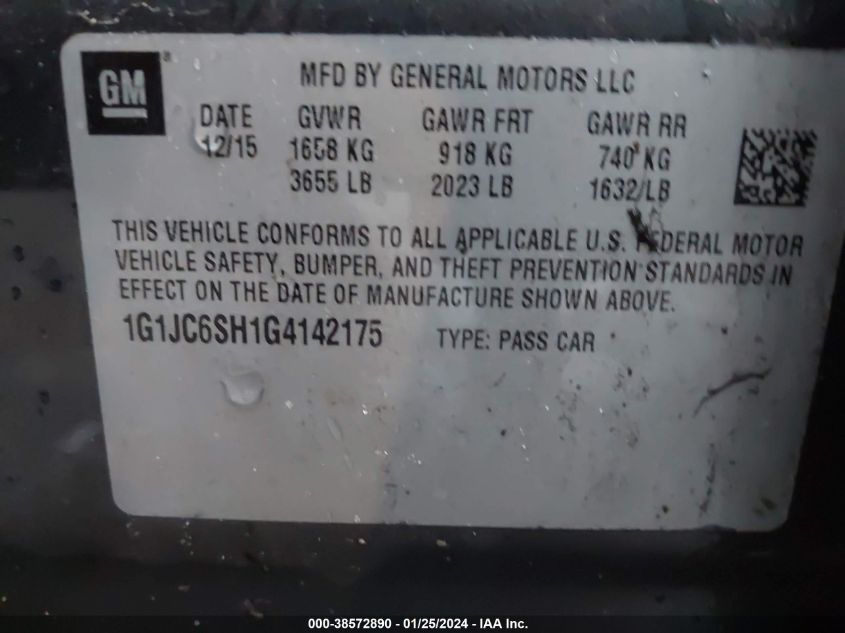 GM
MFD BY GENERAL MOTORS LLC
DATE GVWR GAWR FRT GAWR RR
12/15 1658 KG 918 KG 740 KG
3655 LB 2023 LB 1632 LB
THIS VEHICLE CONFORMS TO ALL APPLICABLE U.S. FEDERAL MOTOR
VEHICLE SAFETY, BUMPER, AND THEFT PREVENTION STANDARDS IN
EFFECT ON THE DATE OF MANUFACTURE SHOWN ABOVE.
1G1JC6SH1G4142175 TYPE: PASS CAR
000-38572890 - 01/25/2024 - IAA Inc.